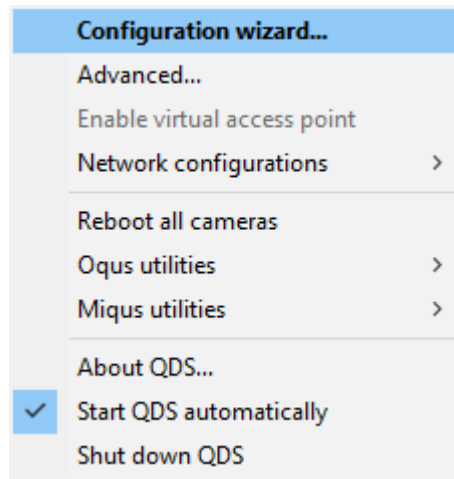 Configuration wizard...
Advanced...
Enable virtual access point
Network configurations
Reboot all cameras
Oqus utilities
Miqus utilities
About QDS...
Start QDS automatically
Shut down QDS